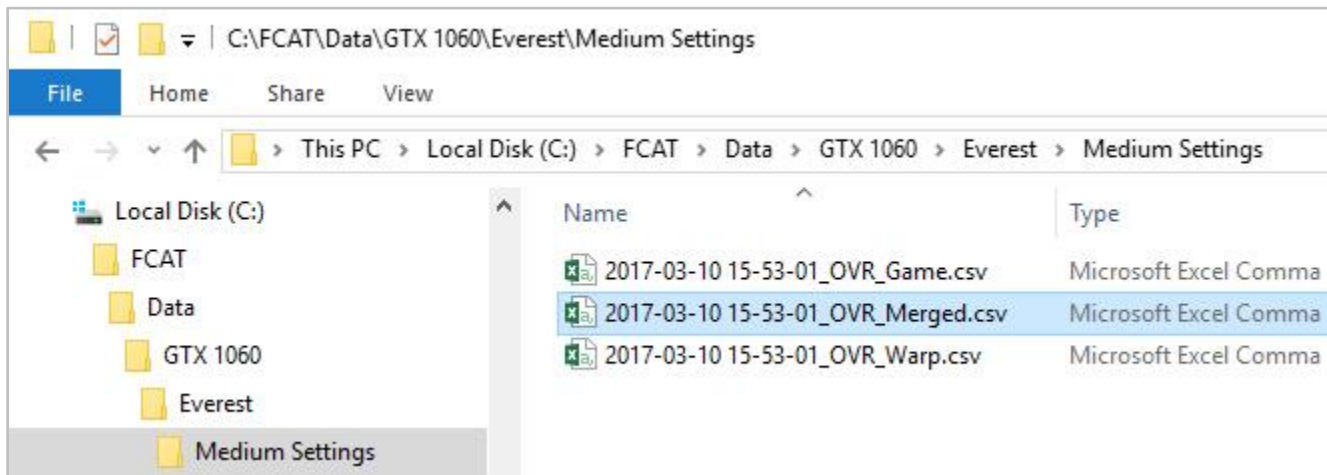 C:\FCAT\Data\GTX 1060\Everest\Medium Settings
File Home Share View
This PC > Local Disk (C:) > FCAT > Data > GTX 1060 > Everest > Medium Settings
Local Disk (C:)
FCAT
Data
GTX 1060
Everest
Medium Settings
Name Type
2017-03-10 15-53-01_OVR_Game.csv Microsoft Excel Comma
2017-03-10 15-53-01_OVR_Merged.csv Microsoft Excel Comma
2017-03-10 15-53-01_OVR_Warp.csv Microsoft Excel Comma